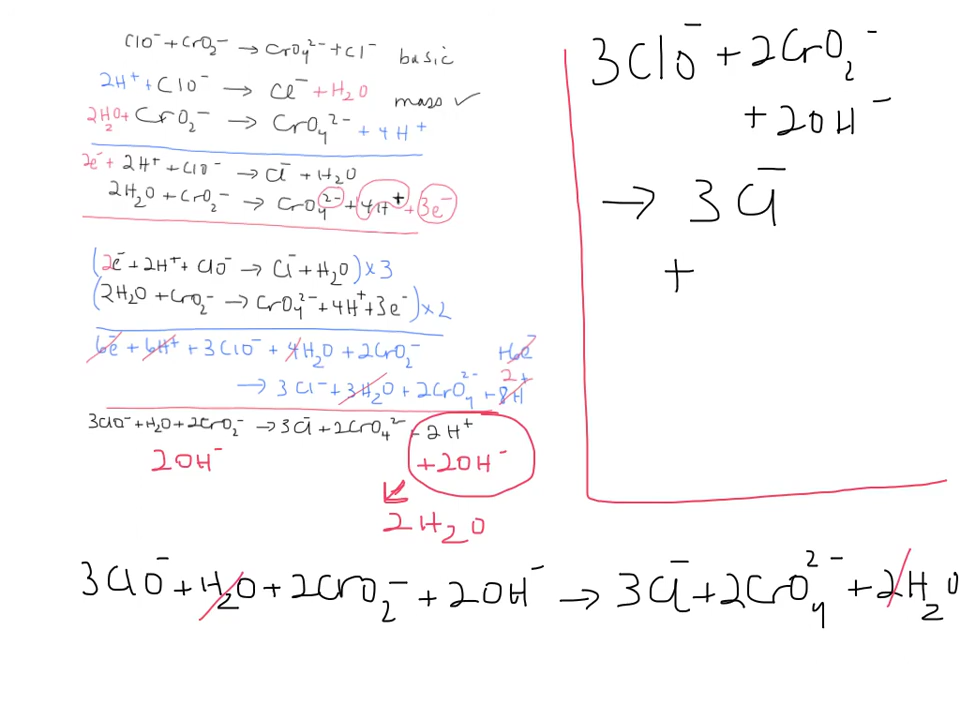 ClO⁻ + CrO₂⁻ → CrO₄²⁻ + Cl⁻ basic
2H⁺ + ClO⁻ → Cl⁻ + H₂O
mass ✓
2H₂O + CrO₂⁻ → CrO₄²⁻ + 4H⁺
2e⁻ + 2H⁺ + ClO⁻ → Cl⁻ + H₂O
2H₂O + CrO₂⁻ → CrO₄²⁻ + 4H⁺ + 3e⁻
(2e⁻ + 2H⁺ + ClO⁻ → Cl⁻ + H₂O) × 3
(2H₂O + CrO₂⁻ → CrO₄²⁻ + 4H⁺ + 3e⁻) × 2
6e⁻ + 6H⁺ + 3ClO⁻ + 4H₂O + 2CrO₂⁻ +6e⁻
→ 3Cl⁻ + 3H₂O + 2CrO₄²⁻ + 8H 2 +
3ClO⁻ + H₂O + 2CrO₂⁻ → 3Cl⁻ + 2CrO₄²⁻ + 2H⁺
2OH⁻ +2OH⁻
2H₂O
3ClO⁻ + 2CrO₂⁻
+ 2OH⁻
→ 3Cl⁻
+
3ClO⁻ + H₂O + 2CrO₂⁻ + 2OH⁻ → 3Cl⁻ + 2CrO₄²⁻ + 2H₂O